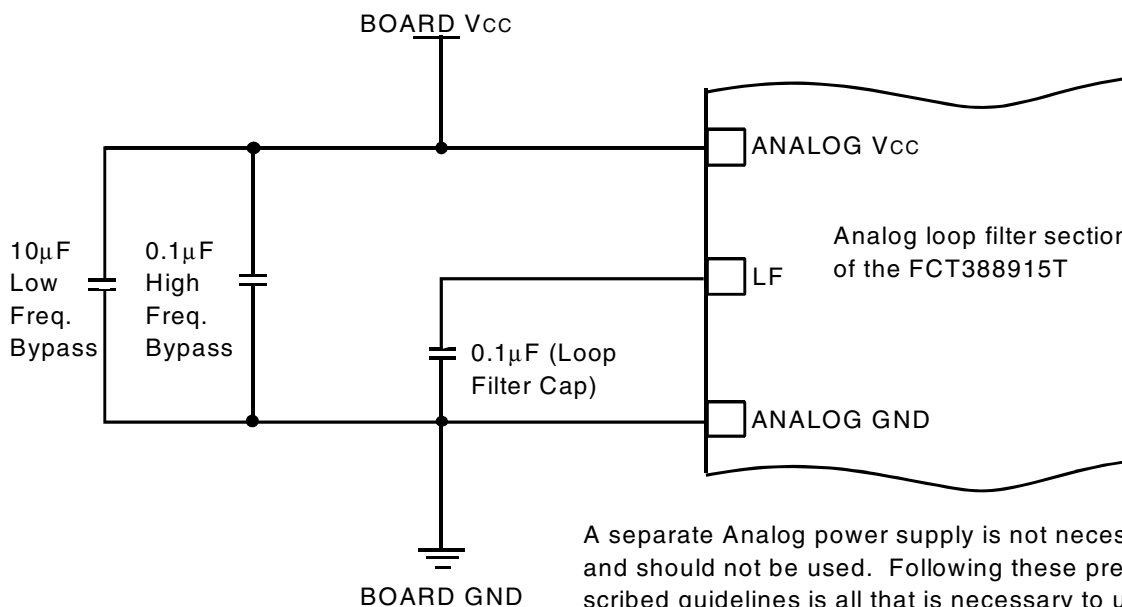 BOARD VCC
ANALOG VCC
10μF
Low
Freq.
Bypass
0.1μF
High
Freq.
Bypass
Analog loop filter section
of the FCT388915T
LF
0.1μF (Loop
Filter Cap)
ANALOG GND
A separate Analog power supply is not neces
and should not be used. Following these pre
scribed guidelines is all that is necessary to u
BOARD GND